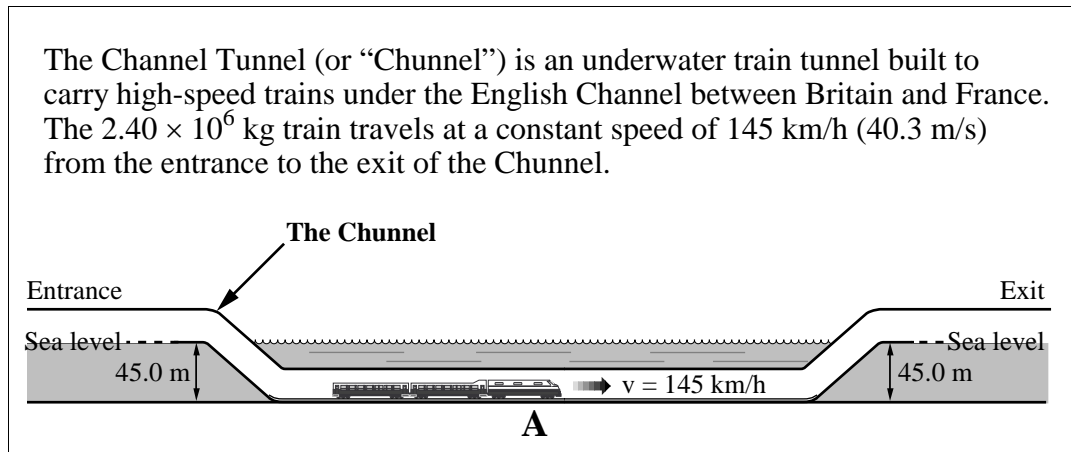 The Channel Tunnel (or “Chunnel”) is an underwater train tunnel built to
carry high-speed trains under the English Channel between Britain and France.
The 2.40 × 10⁶ kg train travels at a constant speed of 145 km/h (40.3 m/s)
from the entrance to the exit of the Chunnel.
The Chunnel
Entrance
Exit
Sea level
Sea level
45.0 m
v = 145 km/h
45.0 m
A